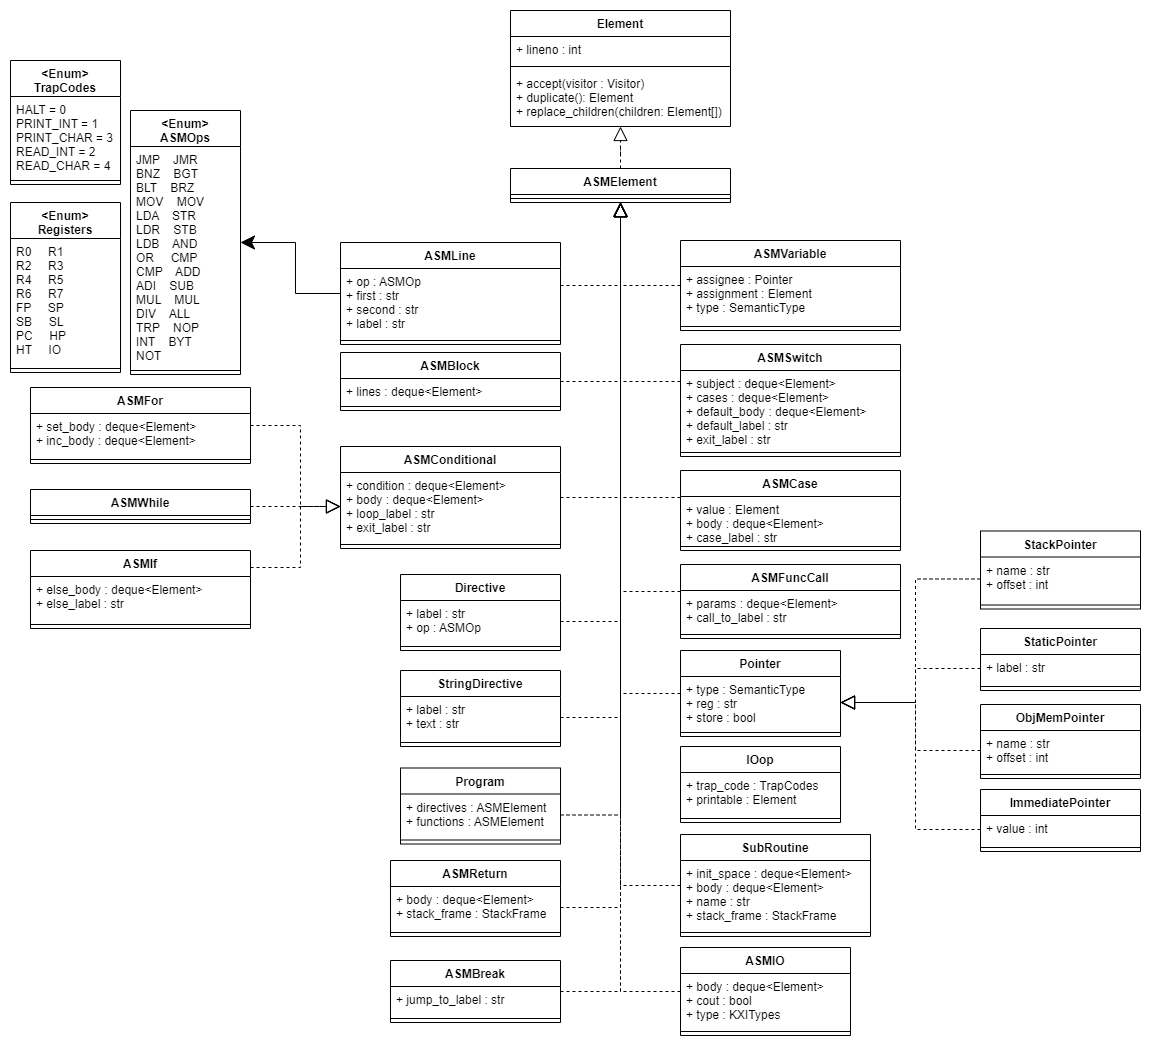 Element
+ lineno : int
+ accept(visitor : Visitor)
+ duplicate(): Element
+ replace_children(children: Element[])
<Enum>
TrapCodes
HALT = 0
PRINT_INT = 1
PRINT_CHAR = 3
READ_INT = 2
READ_CHAR = 4
<Enum>
ASMOps
JMP JMR
BNZ BGT
BLT BRZ
MOV MOV
LDA STR
LDR STB
LDB AND
OR CMP
CMP ADD
ADI SUB
MUL MUL
DIV ALL
TRP NOP
INT BYT
NOT
<Enum>
Registers
R0 R1
R2 R3
R4 R5
R6 R7
FP SP
SB SL
PC HP
HT IO
ASMElement
ASMLine
+ op : ASMOp
+ first : str
+ second : str
+ label : str
ASMVariable
+ assignee : Pointer
+ assignment : Element
+ type : SemanticType
ASMBlock
+ lines : deque<Element>
ASMSwitch
+ subject : deque<Element>
+ cases : deque<Element>
+ default_body : deque<Element>
+ default_label : str
+ exit_label : str
ASMFor
+ set_body : deque<Element>
+ inc_body : deque<Element>
ASMWhile
ASMIf
+ else_body : deque<Element>
+ else_label : str
ASMConditional
+ condition : deque<Element>
+ body : deque<Element>
+ loop_label : str
+ exit_label : str
ASMCase
+ value : Element
+ body : deque<Element>
+ case_label : str
Directive
+ label : str
+ op : ASMOp
ASMFuncCall
+ params : deque<Element>
+ call_to_label : str
StringDirective
+ label : str
+ text : str
Pointer
+ type : SemanticType
+ reg : str
+ store : bool
StackPointer
+ name : str
+ offset : int
StaticPointer
+ label : str
ObjMemPointer
+ name : str
+ offset : int
ImmediatePointer
+ value : int
Program
+ directives : ASMElement
+ functions : ASMElement
IOop
+ trap_code : TrapCodes
+ printable : Element
ASMReturn
+ body : deque<Element>
+ stack_frame : StackFrame
SubRoutine
+ init_space : deque<Element>
+ body : deque<Element>
+ name : str
+ stack_frame : StackFrame
ASMBreak
+ jump_to_label : str
ASMIO
+ body : deque<Element>
+ cout : bool
+ type : KXITypes